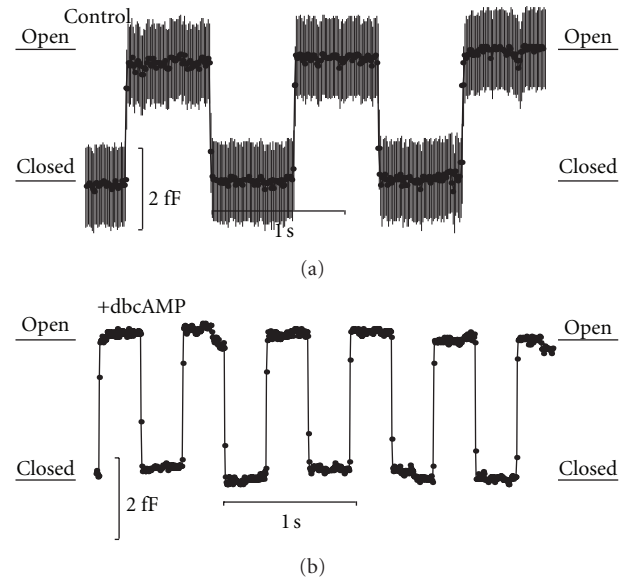 Control
Open
Open
Closed
Closed
2 fF
1 s
(a)
+dbcAMP
Open
Open
Closed
Closed
2 fF
1 s
(b)